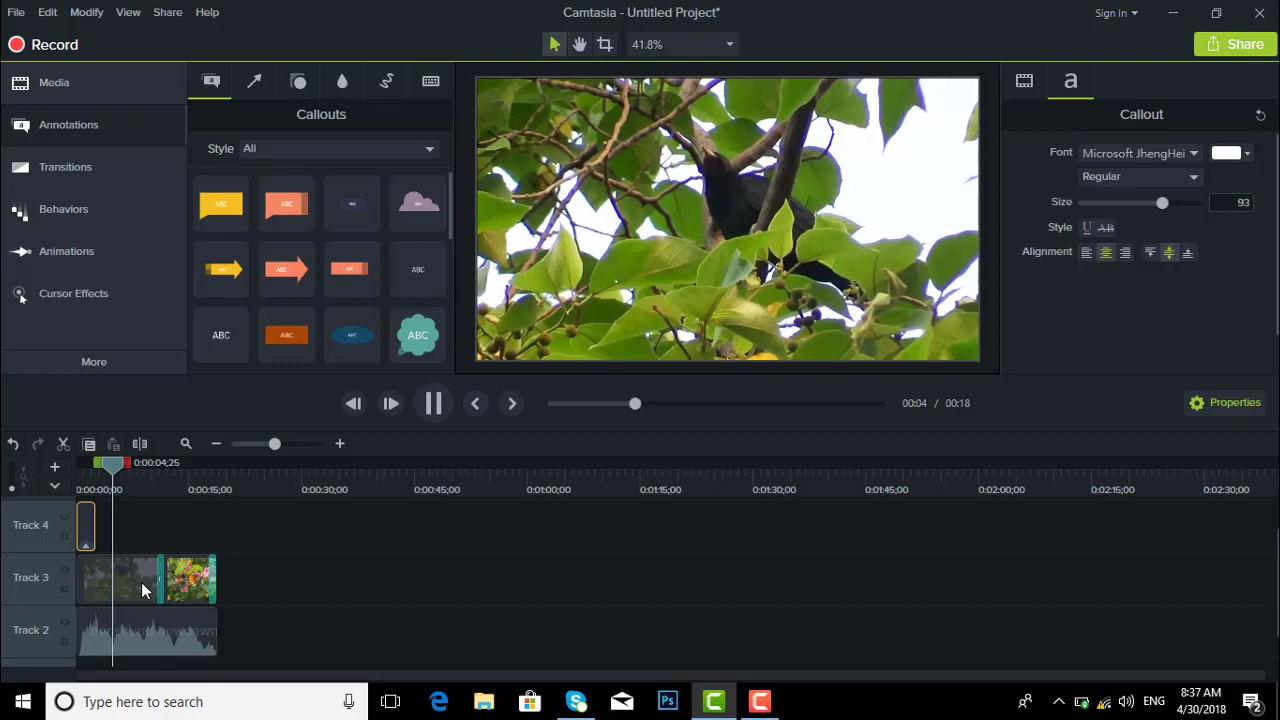 File Edit Modify View Share Help Camtasia - Untitled Project* Sign In
Record 41.8% Share
Media
Annotations
Transitions
Behaviors
Animations
Cursor Effects
More
Callouts
Style All
ABC ABC
ABC ABC ABC
ABC ABC ABC ABC
a
Callout
Font Microsoft JhengHei
Regular
Size 93
Style U AB
Alignment
00:04 / 00:18 Properties
0:00:04;25
0:00:00;00 0:00:15;00 0:00:30;00 0:00:45;00 0:01:00;00 0:01:15;00 0:01:30;00 0:01:45;00 0:02:00;00 0:02:15;00 0:02:30;00
Track 4
Track 3
Track 2
Type here to search
Ps
ENG
8:37 AM
4/30/2018
2